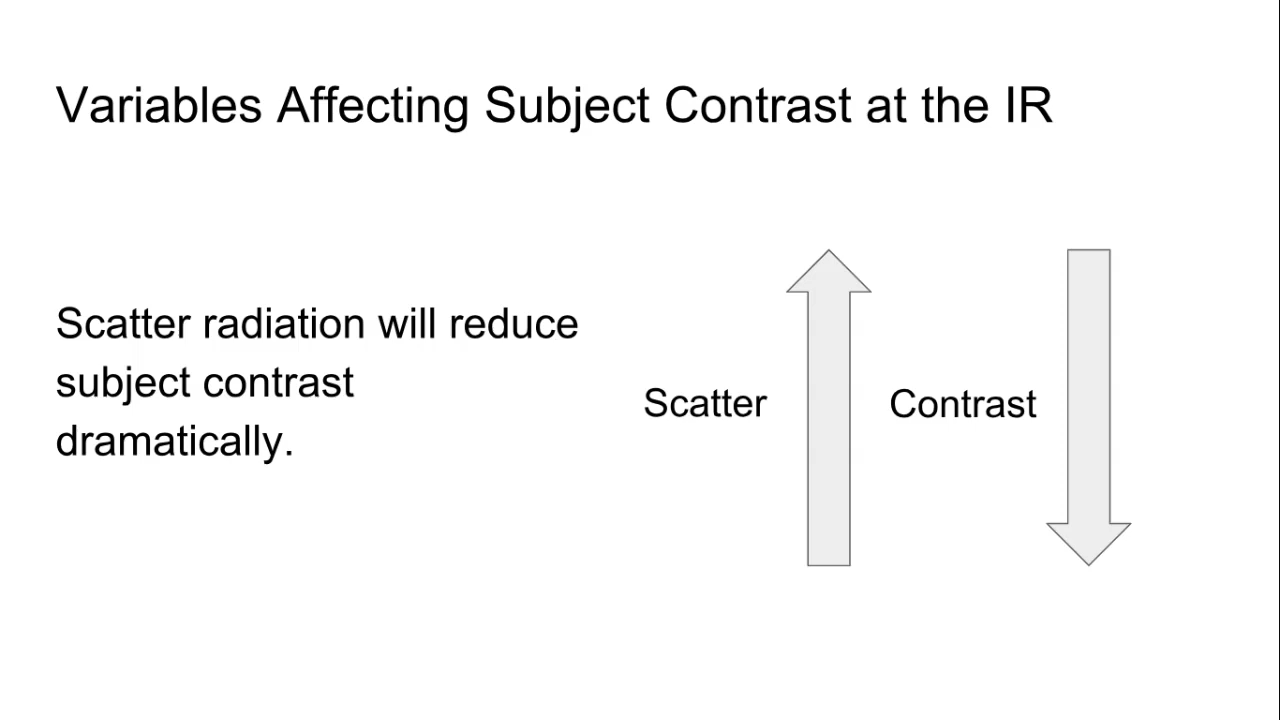 Variables Affecting Subject Contrast at the IR
Scatter radiation will reduce
subject contrast
dramatically.
Scatter
Contrast